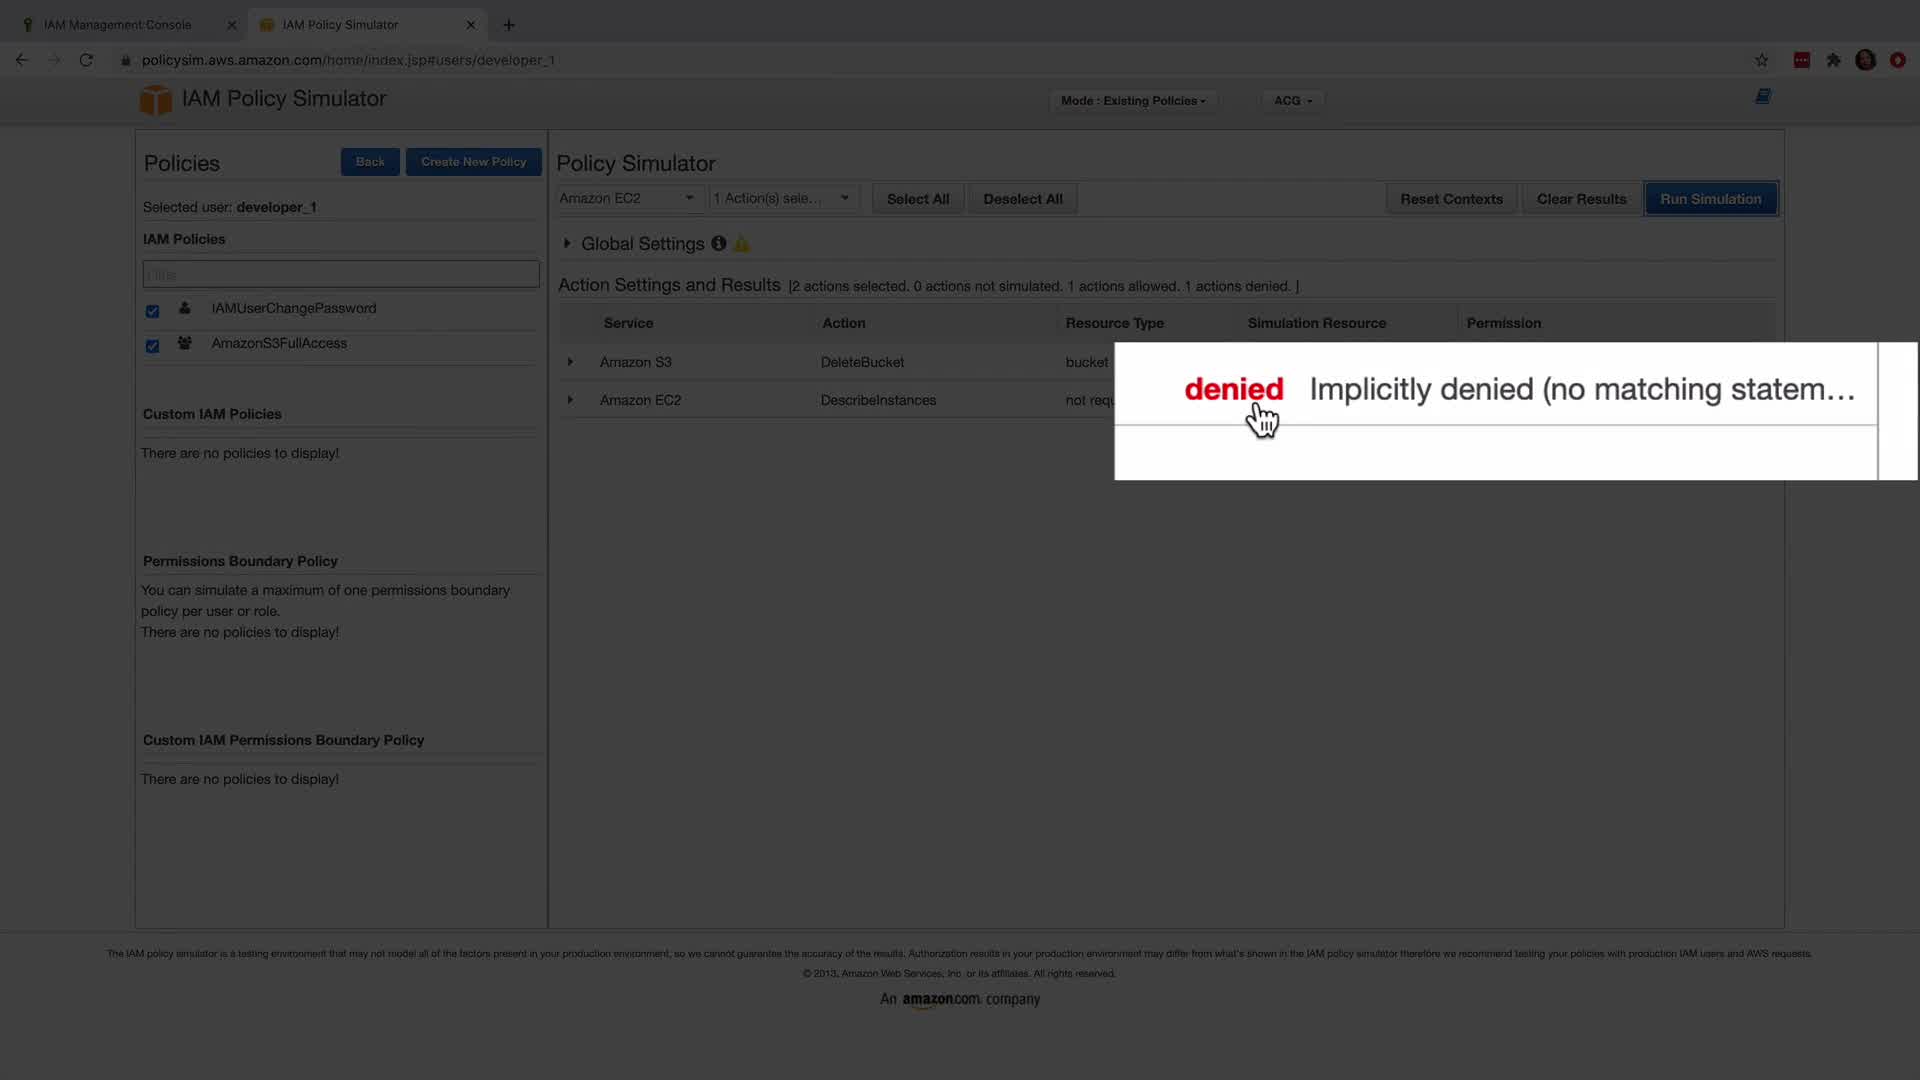 IAM Management Console
IAM Policy Simulator
policysim.aws.amazon.com/home/index.jsp#users/developer_1
IAM Policy Simulator
Mode : Existing Policies
ACG
Policies
Back
Create New Policy
Selected user: developer_1
IAM Policies
Filter
IAMUserChangePassword
AmazonS3FullAccess
Custom IAM Policies
There are no policies to display!
Permissions Boundary Policy
You can simulate a maximum of one permissions boundary
policy per user or role.
There are no policies to display!
Custom IAM Permissions Boundary Policy
There are no policies to display!
Policy Simulator
Amazon EC2
1 Action(s) sele...
Select All
Deselect All
Reset Contexts
Clear Results
Run Simulation
Global Settings
Action Settings and Results [2 actions selected. 0 actions not simulated. 1 actions allowed. 1 actions denied. ]
Service Action Resource Type Simulation Resource Permission
Amazon S3 DeleteBucket bucket
Amazon EC2 DescribeInstances not requ
denied Implicitly denied (no matching statem...
The IAM policy simulator is a testing environment that may not model all of the factors present in your production environment, so we cannot guarantee the accuracy of the results. Authorization results in your production environment may differ from what's shown in the IAM policy simulator therefore we recommend testing your policies with production IAM users and AWS requests.
© 2013, Amazon Web Services, Inc. or its affiliates. All rights reserved.
An amazon.com company